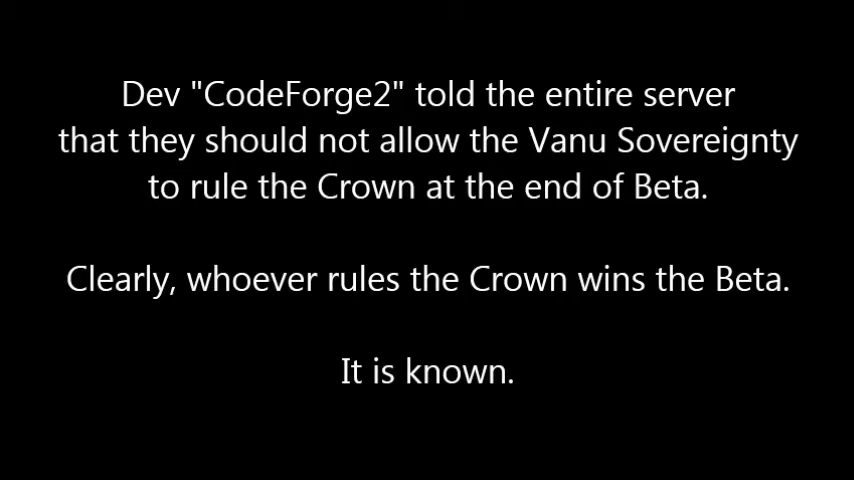 Dev "CodeForge2" told the entire server
that they should not allow the Vanu Sovereignty
to rule the Crown at the end of Beta.
Clearly, whoever rules the Crown wins the Beta.
It is known.